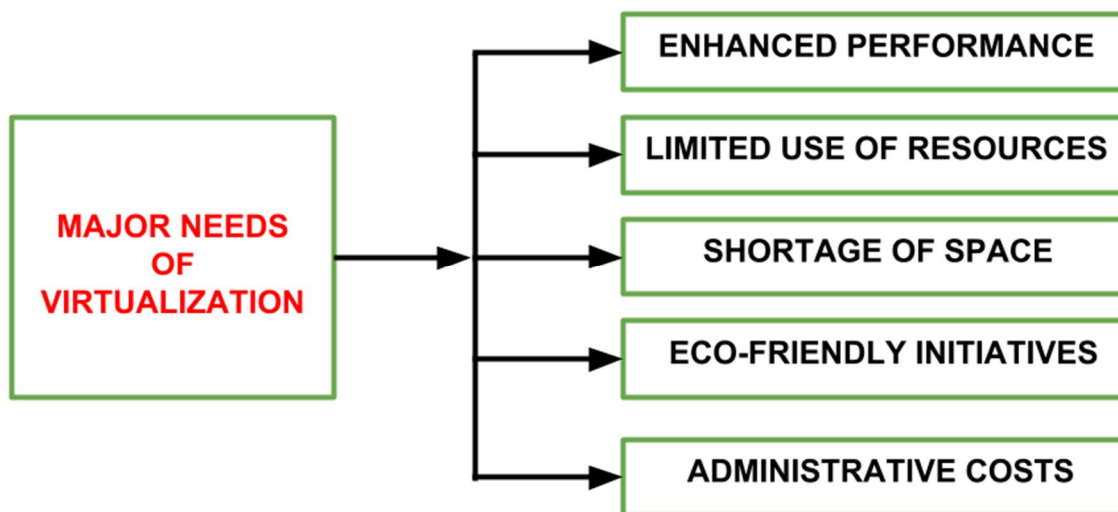 MAJOR NEEDS
OF
VIRTUALIZATION
ENHANCED PERFORMANCE
LIMITED USE OF RESOURCES
SHORTAGE OF SPACE
ECO-FRIENDLY INITIATIVES
ADMINISTRATIVE COSTS